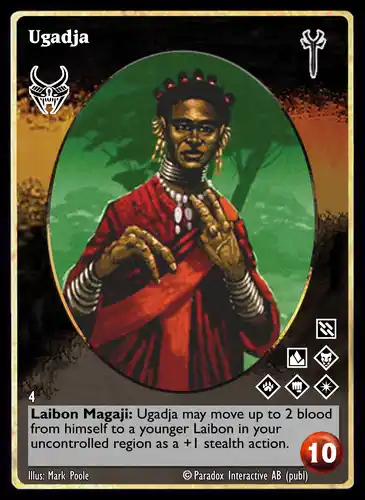 Ugadja
4
Laibon Magaji: Ugadja may move up to 2 blood
from himself to a younger Laibon in your
uncontrolled region as a +1 stealth action.
10
Illus: Mark Poole
© Paradox Interactive AB (publ)